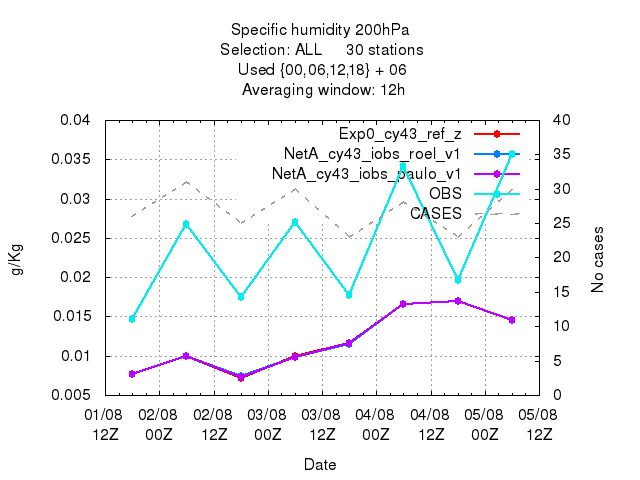 Specific humidity 200hPa
Selection: ALL 30 stations
Used {00,06,12,18} + 06
Averaging window: 12h
0.04
0.035
0.03
0.025
0.02
0.015
0.01
0.005
g/Kg
40
35
30
25
20
15
10
5
0
No cases
Exp0_cy43_ref_z
NetA_cy43_iobs_roel_v1
NetA_cy43_iobs_paulo_v1
OBS
CASES
01/08 02/08 02/08 03/08 03/08 04/08 04/08 05/08 05/08
12Z 00Z 12Z 00Z 12Z 00Z 12Z 00Z 12Z
Date